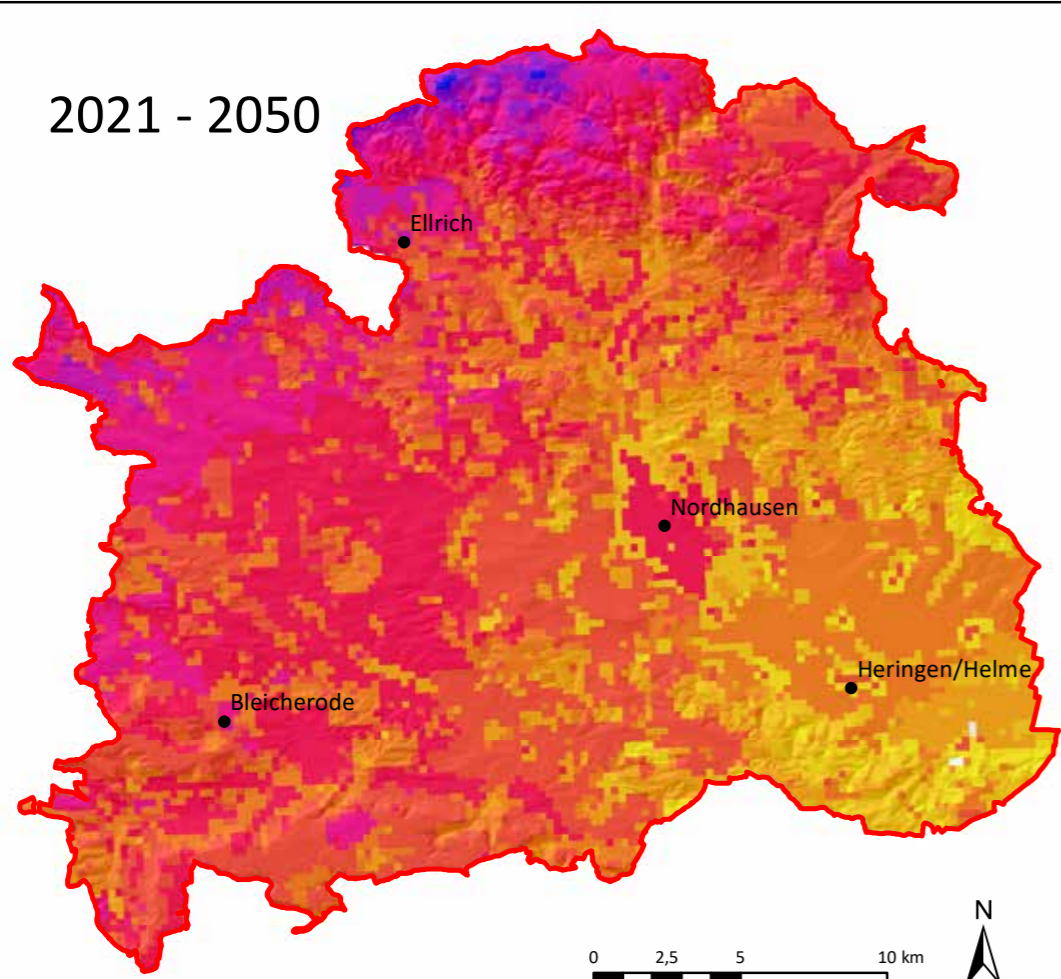 2021 - 2050
Ellrich
Nordhausen
Heringen/Helme
Bleicherode
N
0 2,5 5 10 km